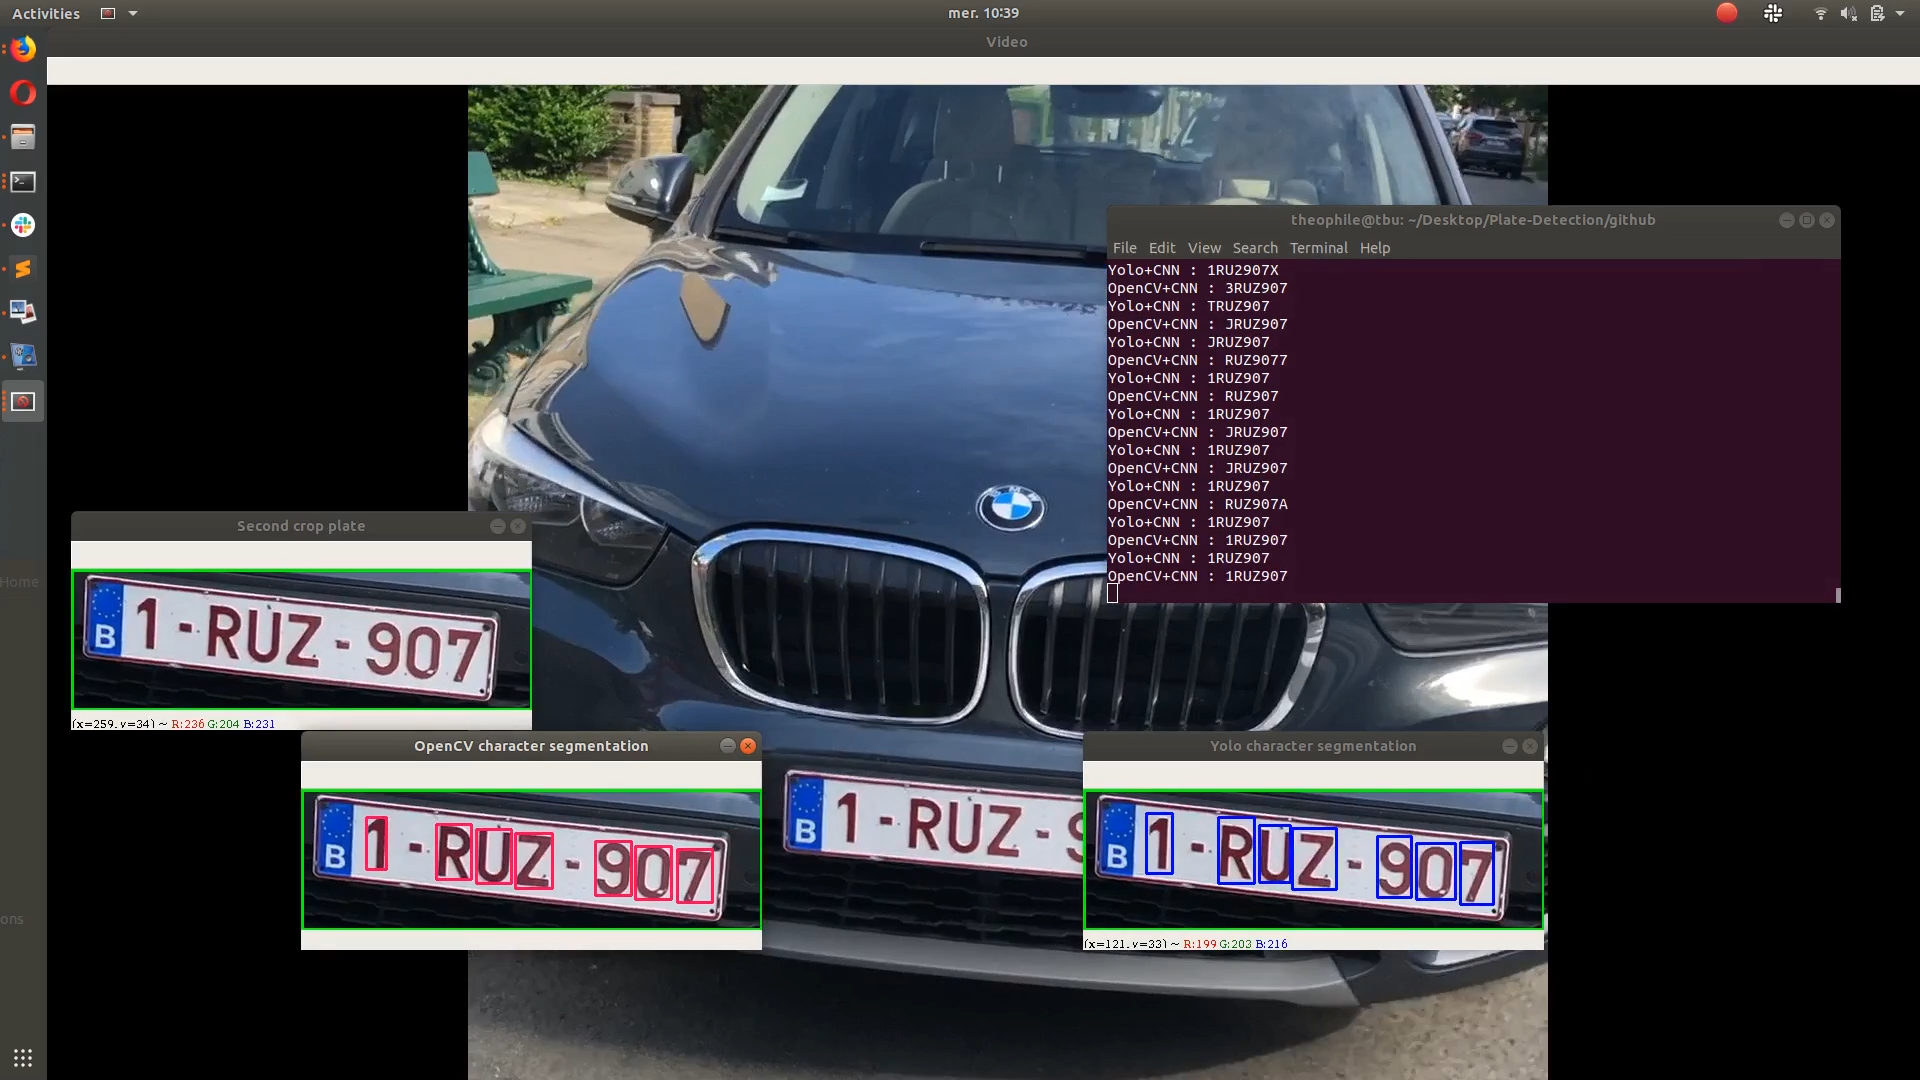 Activities
mer. 10:39
Video
theophile@tbu: ~/Desktop/Plate-Detection/github
File Edit View Search Terminal Help
Yolo+CNN : 1RU2907X
OpenCV+CNN : 3RUZ907
Yolo+CNN : TRUZ907
OpenCV+CNN : JRUZ907
Yolo+CNN : JRUZ907
OpenCV+CNN : RUZ9077
Yolo+CNN : 1RUZ907
OpenCV+CNN : RUZ907
Yolo+CNN : 1RUZ907
OpenCV+CNN : JRUZ907
Yolo+CNN : 1RUZ907
OpenCV+CNN : JRUZ907
Yolo+CNN : 1RUZ907
OpenCV+CNN : RUZ907A
Yolo+CNN : 1RUZ907
OpenCV+CNN : 1RUZ907
Yolo+CNN : 1RUZ907
OpenCV+CNN : 1RUZ907
BMW
Second crop plate
Home
B 1-RUZ-907
(x=259, y=34) ~ R:236 G:204 B:231
OpenCV character segmentation
B 1-RUZ-907
B 1-RUZ-9
Yolo character segmentation
B 1-RUZ-907
(x=121, y=33) ~ R:199 G:203 B:216
ons